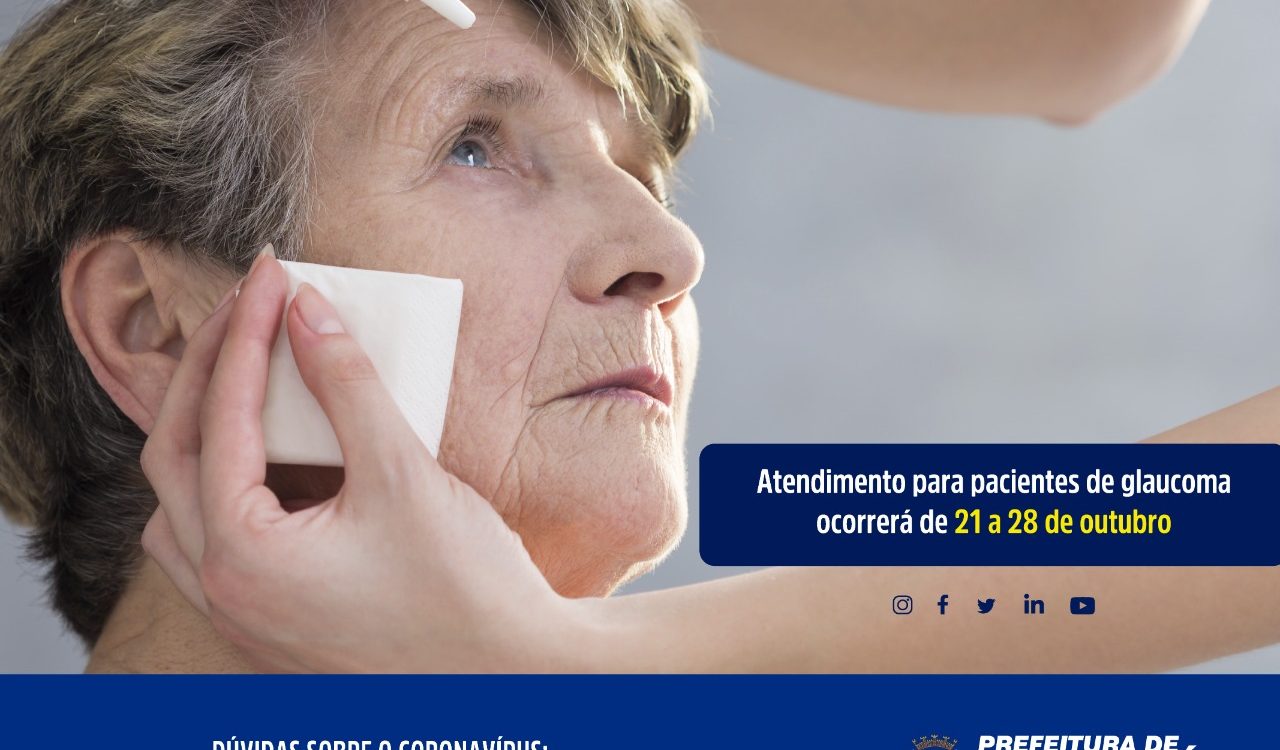 Atendimento para pacientes de glaucoma
ocorrerá de 21 a 28 de outubro
DÚVIDAS SOBRE O CORONAVÍRUS:
PREFEITURA DE